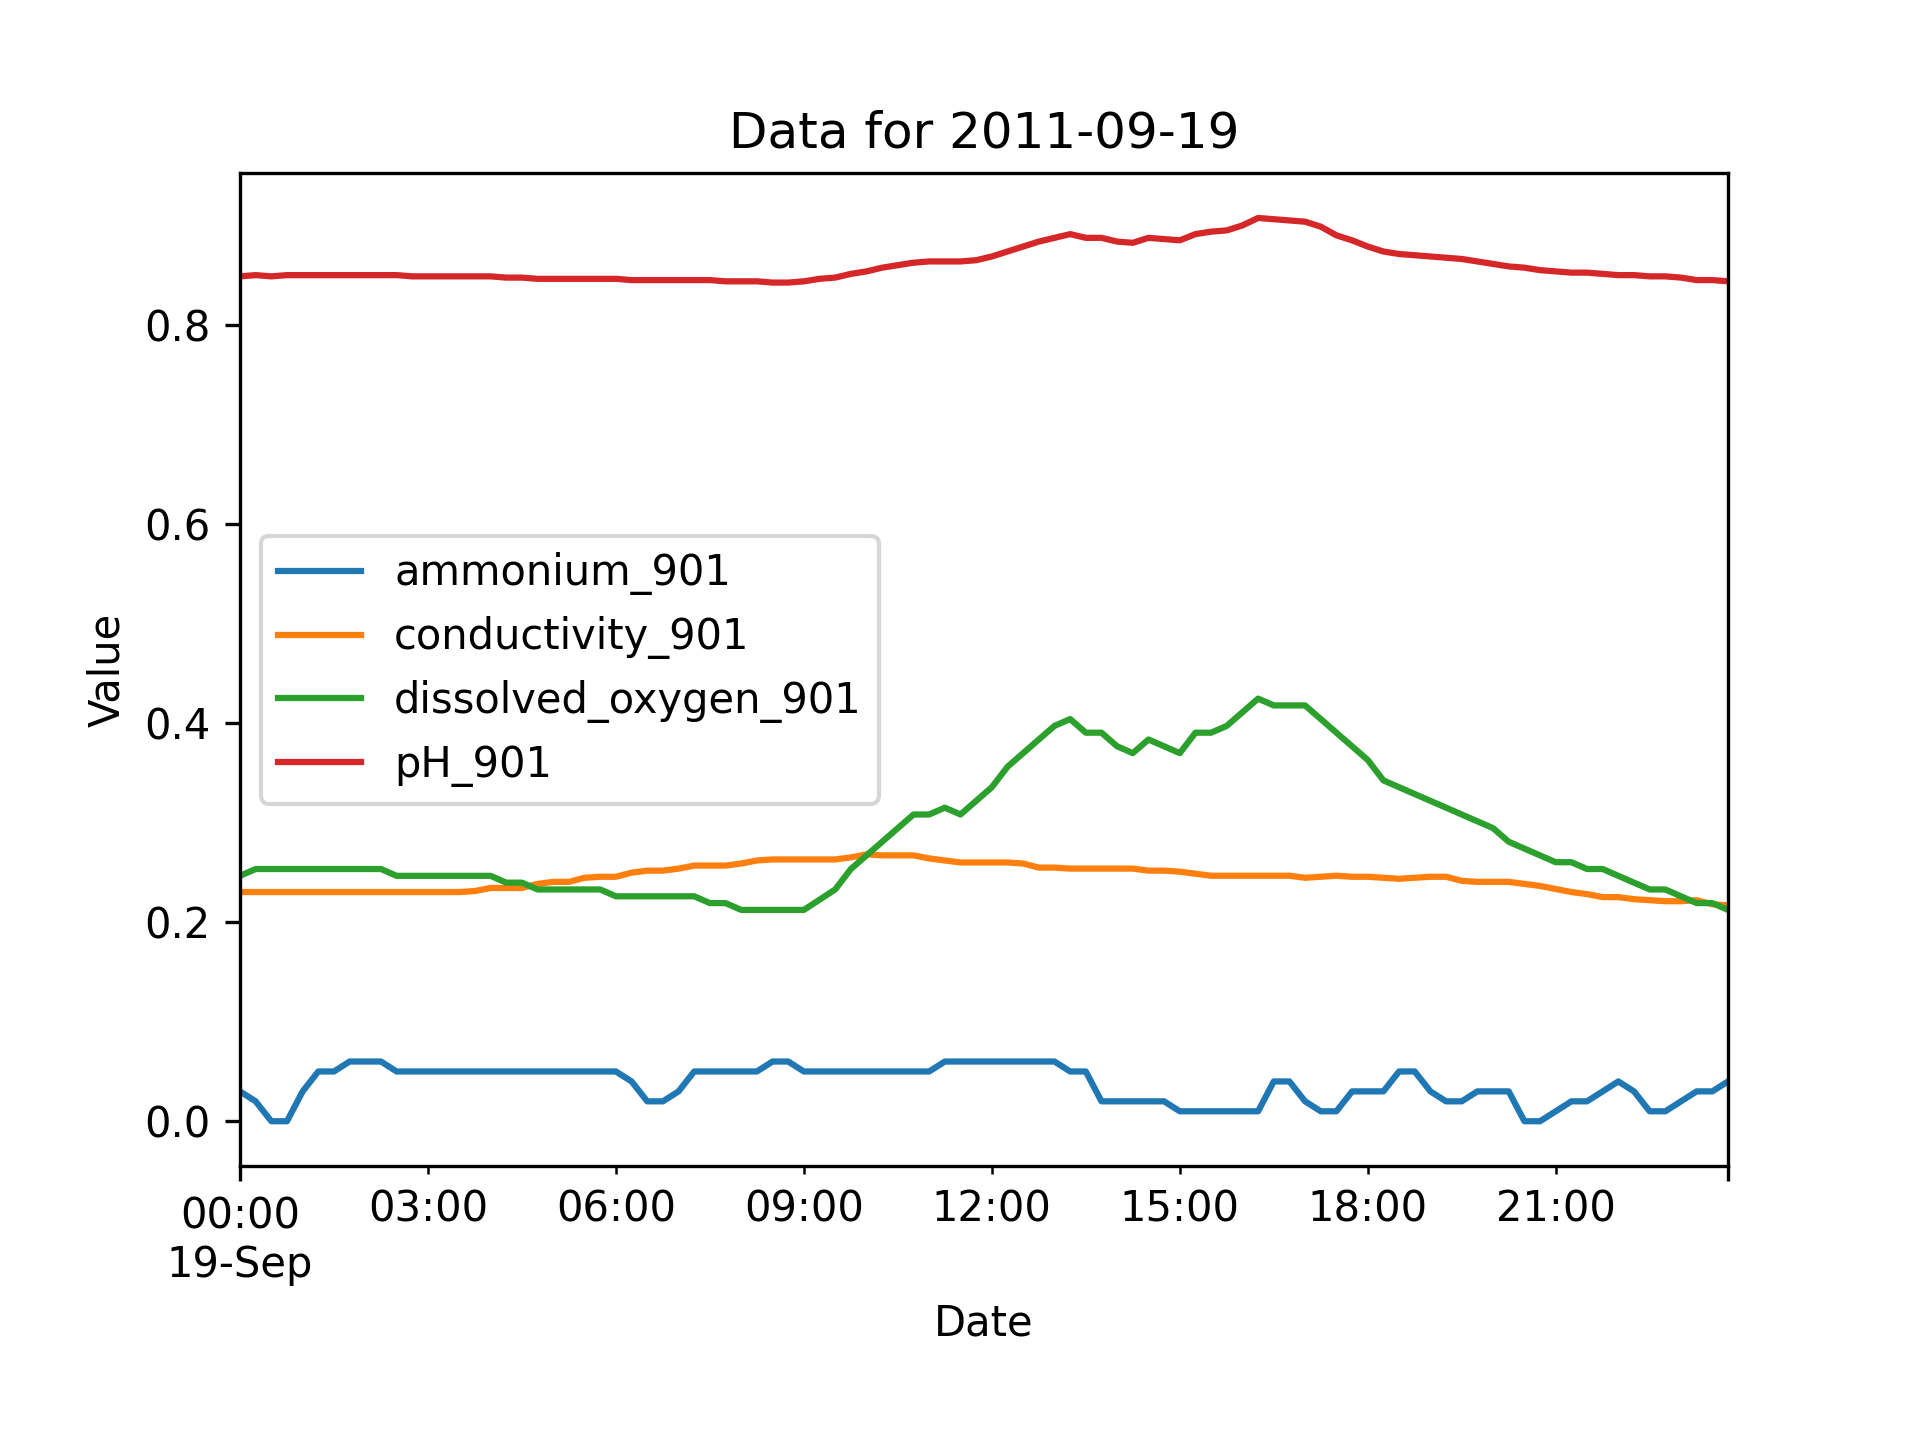 Data for 2011-09-19
Value
0.8
0.6
0.4
0.2
0.0
ammonium_901
conductivity_901
dissolved_oxygen_901
pH_901
00:00 03:00 06:00 09:00 12:00 15:00 18:00 21:00
19-Sep
Date